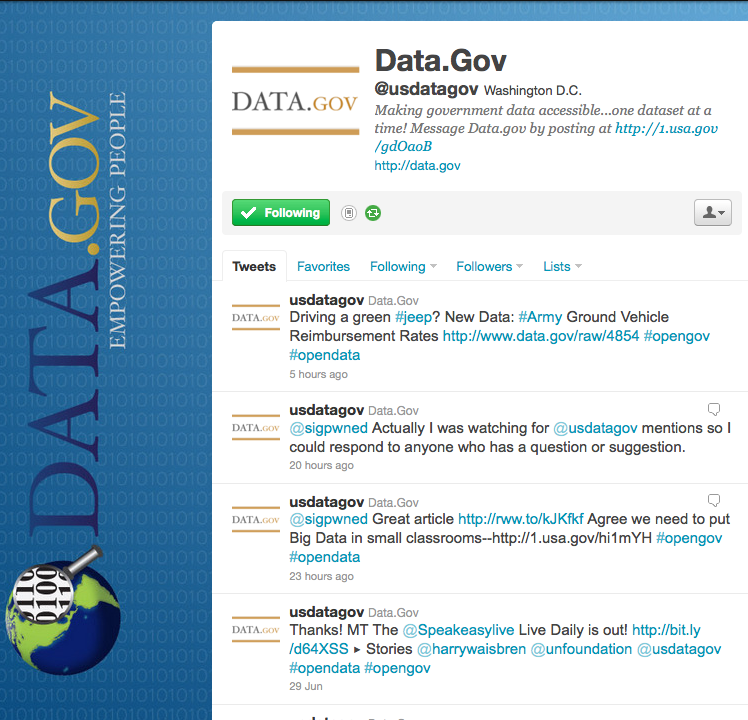 DATA.GOV
EMPOWERING PEOPLE
DATA.GOV
Data.Gov
@usdatagov Washington D.C.
Making government data accessible...one dataset at a
time! Message Data.gov by posting at http://1.usa.gov
/gdOaoB
http://data.gov
Following
Tweets Favorites Following Followers Lists
DATA.GOV
usdatagov Data.Gov
Driving a green #jeep? New Data: #Army Ground Vehicle
Reimbursement Rates http://www.data.gov/raw/4854 #opengov
#opendata
5 hours ago
DATA.GOV
usdatagov Data.Gov
@sigpwned Actually I was watching for @usdatagov mentions so I
could respond to anyone who has a question or suggestion.
20 hours ago
DATA.GOV
usdatagov Data.Gov
@sigpwned Great article http://rww.to/kJKfkf Agree we need to put
Big Data in small classrooms--http://1.usa.gov/hi1mYH #opengov
#opendata
23 hours ago
DATA.GOV
usdatagov Data.Gov
Thanks! MT The @Speakeasylive Live Daily is out! http://bit.ly
/d64XSS ▸ Stories @harrywaisbren @unfoundation @usdatagov
#opendata #opengov
29 Jun